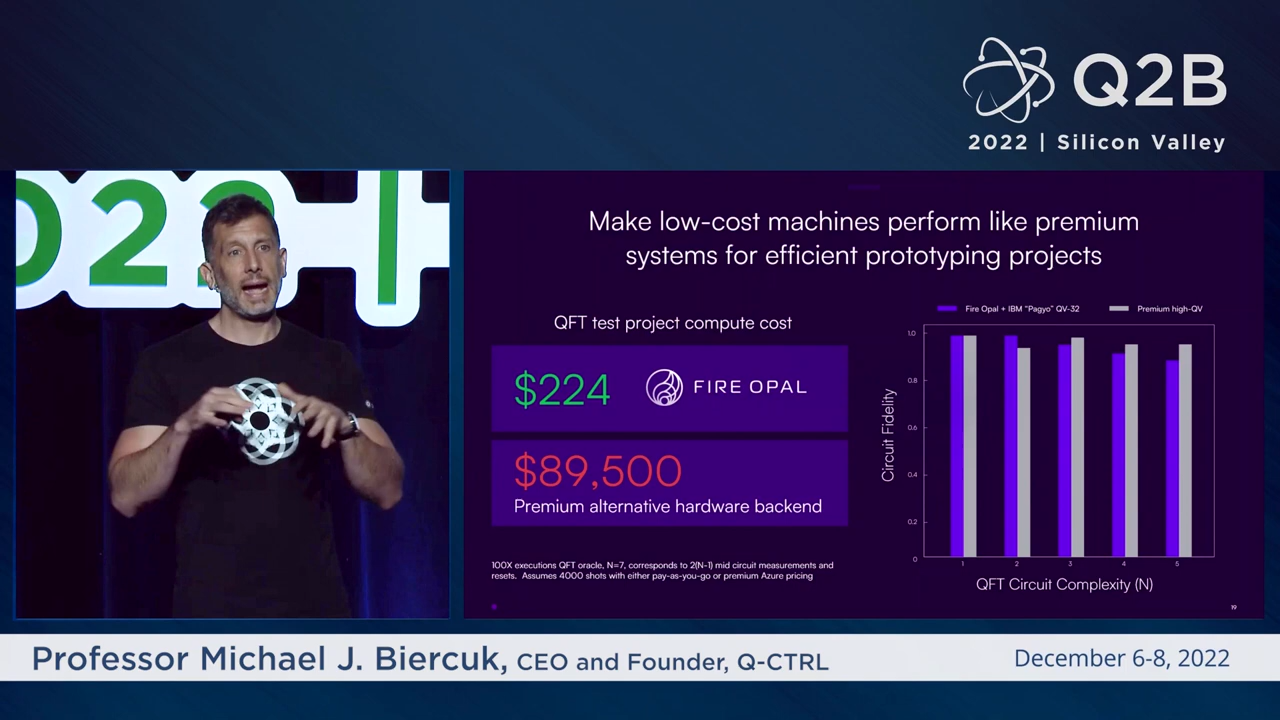 Q2B
2022 | Silicon Valley
022
Make low-cost machines perform like premium
systems for efficient prototyping projects
QFT test project compute cost
$224
FIRE OPAL
$89,500
Premium alternative hardware backend
100X executions QFT oracle, N=7, corresponds to 2(N-1) mid circuit measurements and
resets. Assumes 4000 shots with either pay-as-you-go or premium Azure pricing
Fire Opal + IBM "Pagyo" QV-32
Premium high-QV
Circuit Fidelity
1.0
0.8
0.6
0.4
0.2
0
1 2 3 4 5
QFT Circuit Complexity (N)
19
Professor Michael J. Biercuk, CEO and Founder, Q-CTRL
December 6-8, 2022